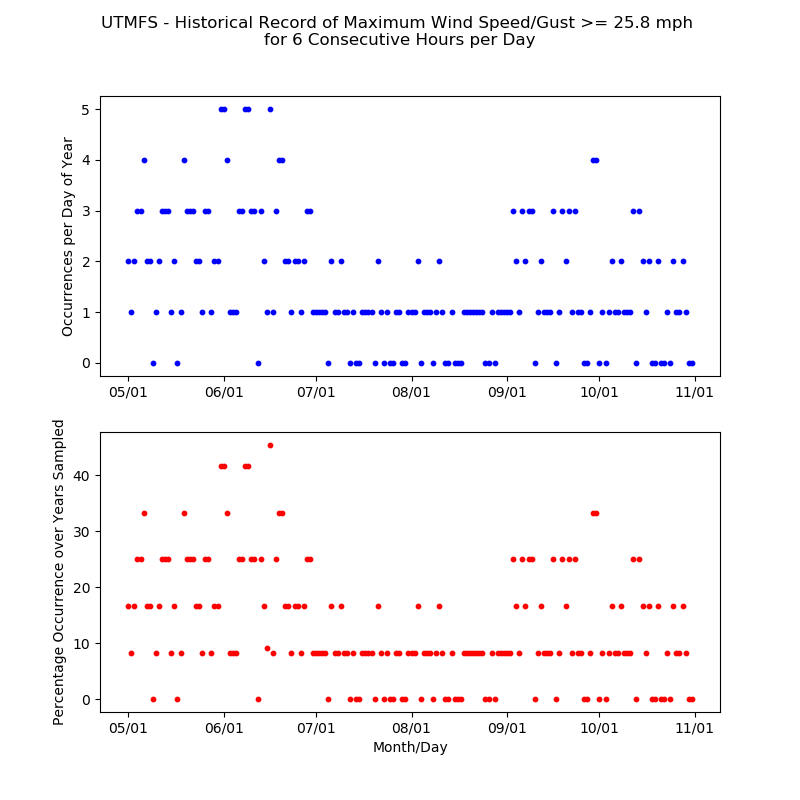 UTMFS - Historical Record of Maximum Wind Speed/Gust >= 25.8 mph
for 6 Consecutive Hours per Day
Occurrences per Day of Year
5
4
3
2
1
0
05/01 06/01 07/01 08/01 09/01 10/01 11/01
Percentage Occurrence over Years Sampled
40
30
20
10
0
05/01 06/01 07/01 08/01 09/01 10/01 11/01
Month/Day